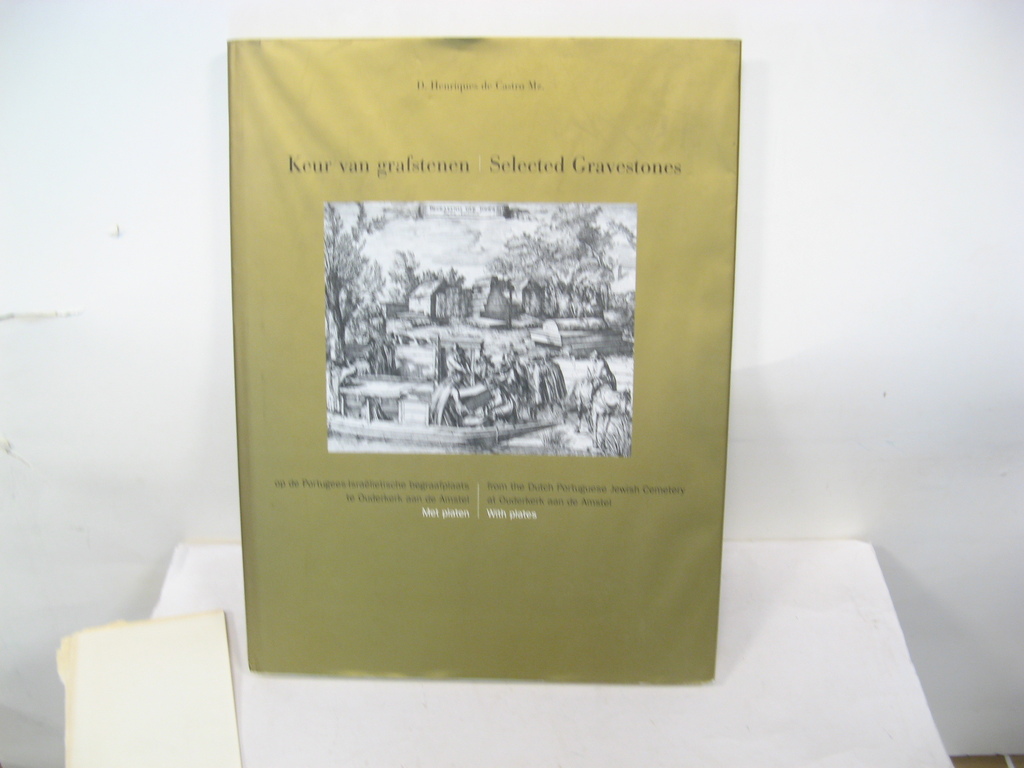 D. Henriques de Castro Mz.
Keur van grafstenen | Selected Gravestones
op de Portugees-Israëlietische begraafplaats
te Ouderkerk aan de Amstel
Met platen
from the Dutch Portuguese Jewish Cemetery
at Ouderkerk aan de Amstel
With plates